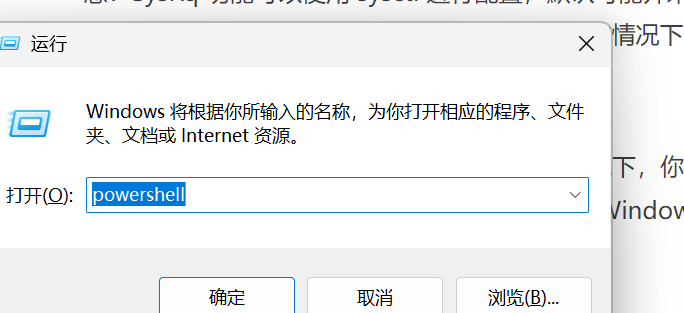 情况下
运行
Windows 将根据你所输入的名称，为你打开相应的程序、文件
夹、文档或 Internet 资源。
下，你
打开(O):
powershell
Window
确定
取消
浏览(B)...